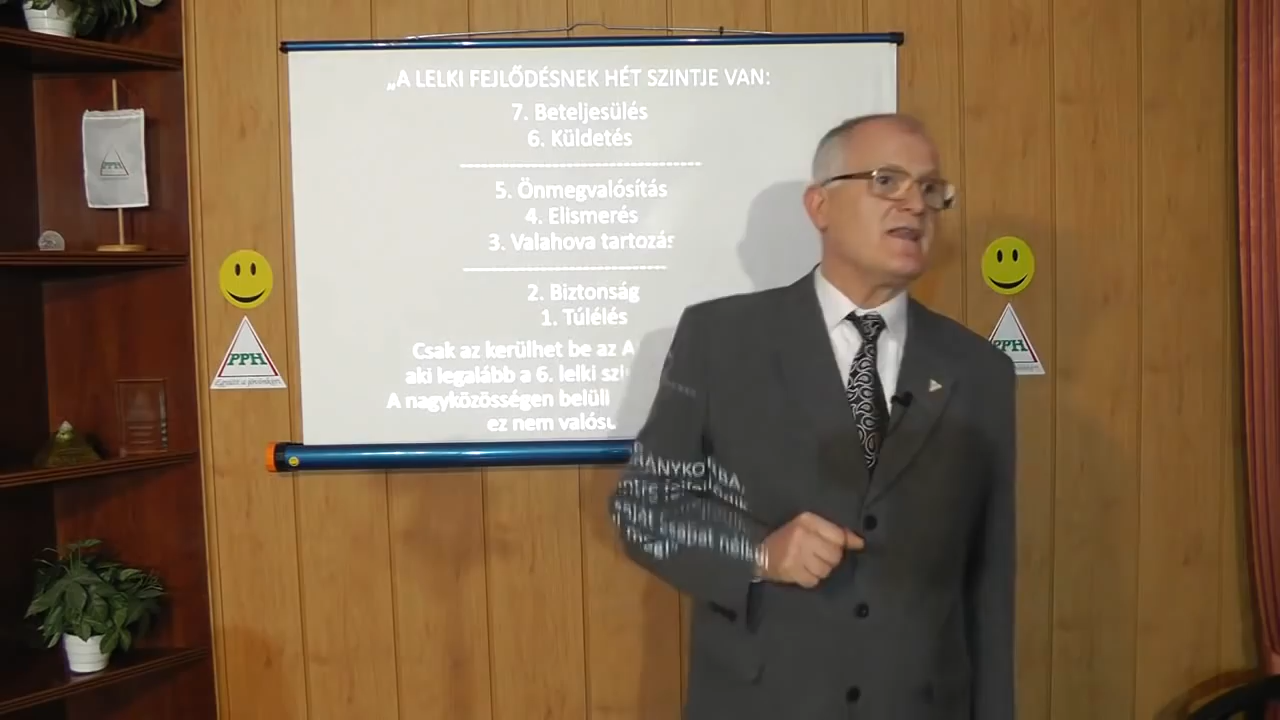 „A LELKI FEJLŐDÉSNEK HÉT SZINTJE VAN:
7. Beteljesülés
6. Küldetés
5. Önmegvalósítás
4. Elismerés
3. Valahova tartozás
2. Biztonság
1. Túlélés
Csak az kerülhet be az A
aki legalább a 6. lelki
A nagyközösségen belül
ez nem
PPH
PPH